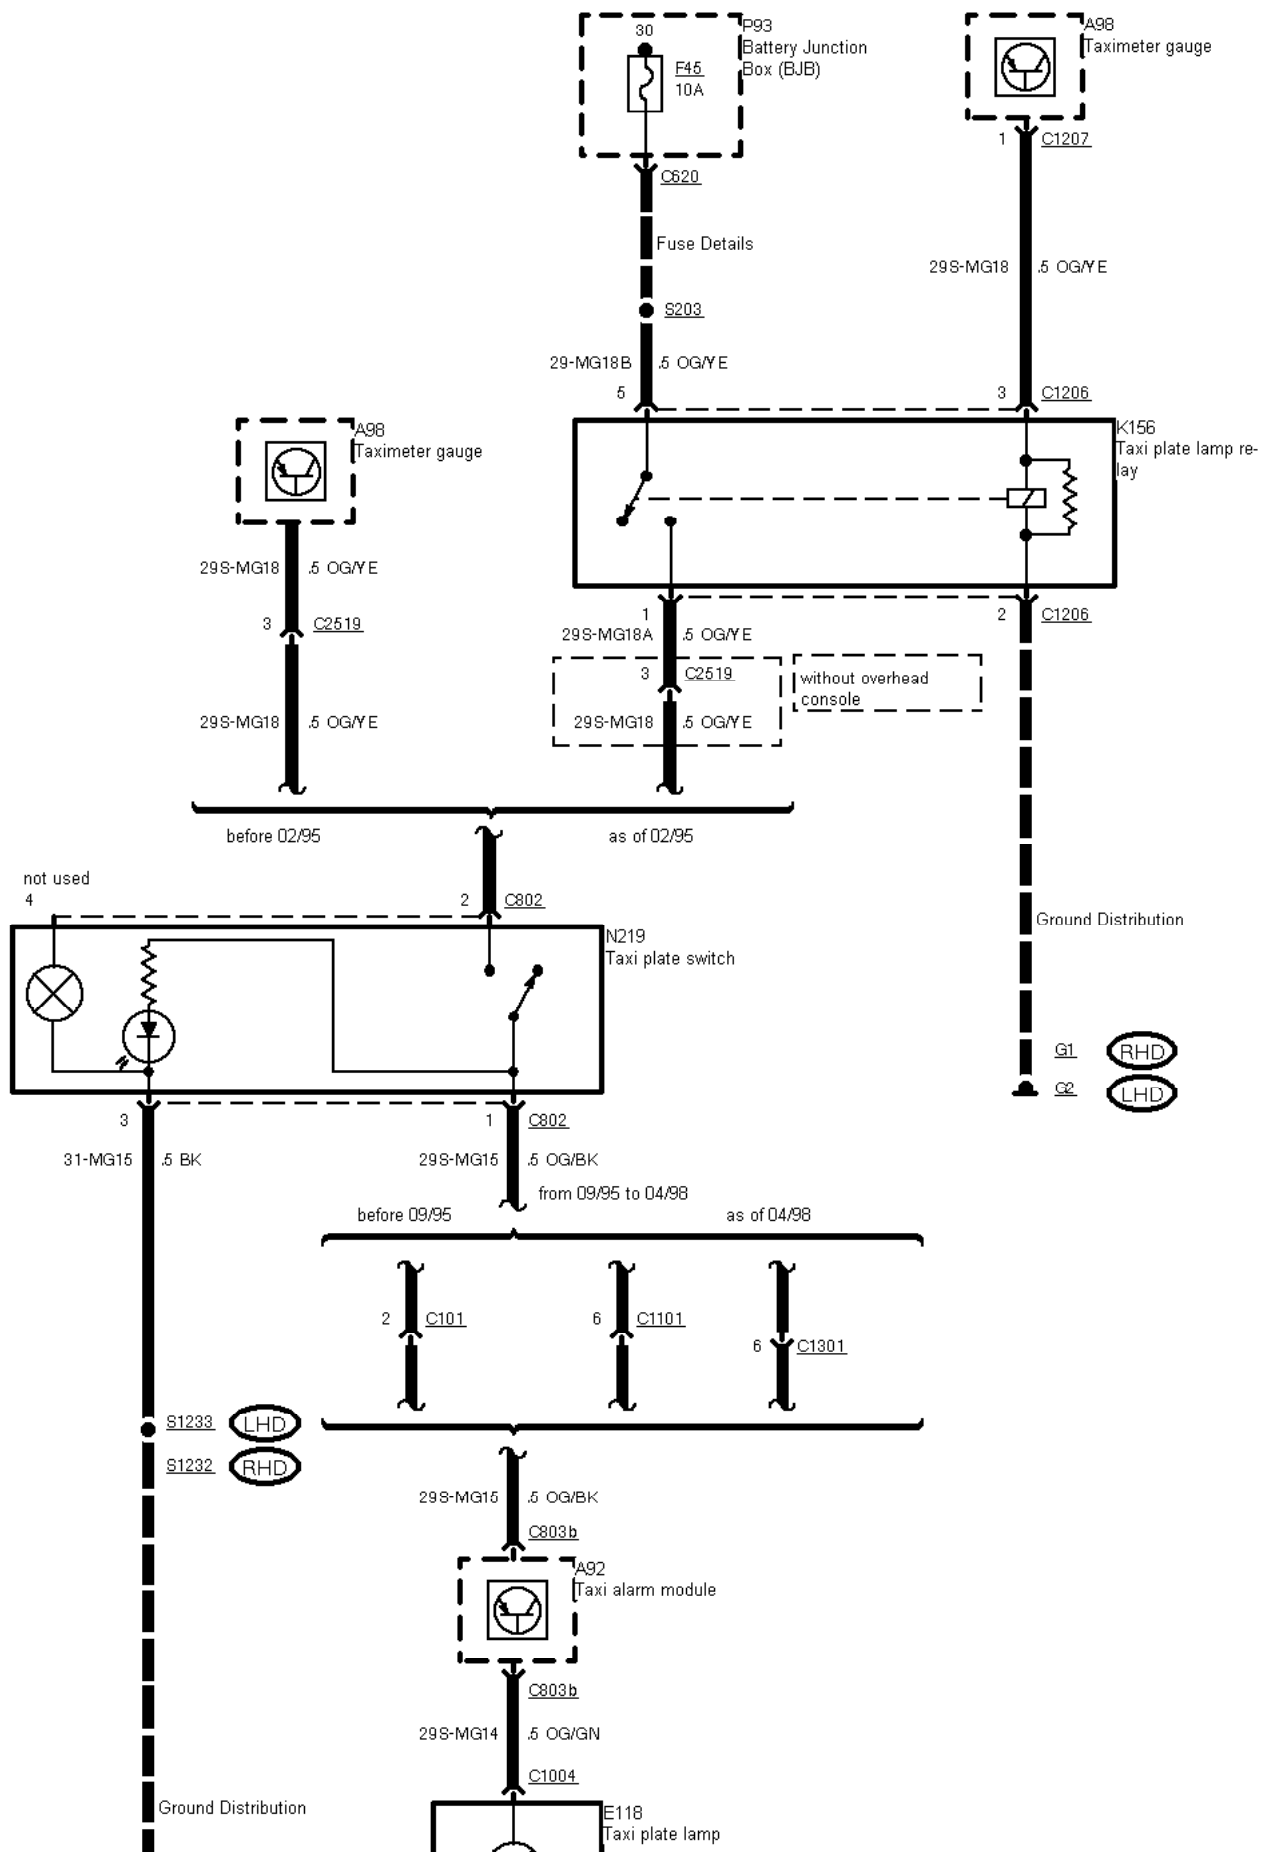 30
F45
10A
P93
Battery Junction
Box (BJB)
A98
Taximeter gauge
C620
1 C1207
Fuse Details
29S-MG18 .5 OG/YE
S203
29-MG18B .5 OG/YE
5
3 C1206
A98
Taximeter gauge
K156
Taxi plate lamp re-
lay
29S-MG18 .5 OG/YE
3 C2519
1
2 C1206
29S-MG18A .5 OG/YE
3 C2519
without overhead
console
29S-MG18 .5 OG/YE
29S-MG18 .5 OG/YE
before 02/95
as of 02/95
not used
4
2 C802
Ground Distribution
N219
Taxi plate switch
G1 RHD
G2 LHD
3
1 C802
31-MG15 .5 BK
29S-MG15 .5 OG/BK
from 09/95 to 04/98
before 09/95
as of 04/98
2 C101
6 C1101
6 C1301
S1233 LHD
S1232 RHD
29S-MG15 .5 OG/BK
C803b
A92
Taxi alarm module
C803b
29S-MG14 .5 OG/GN
C1004
Ground Distribution
E118
Taxi plate lamp